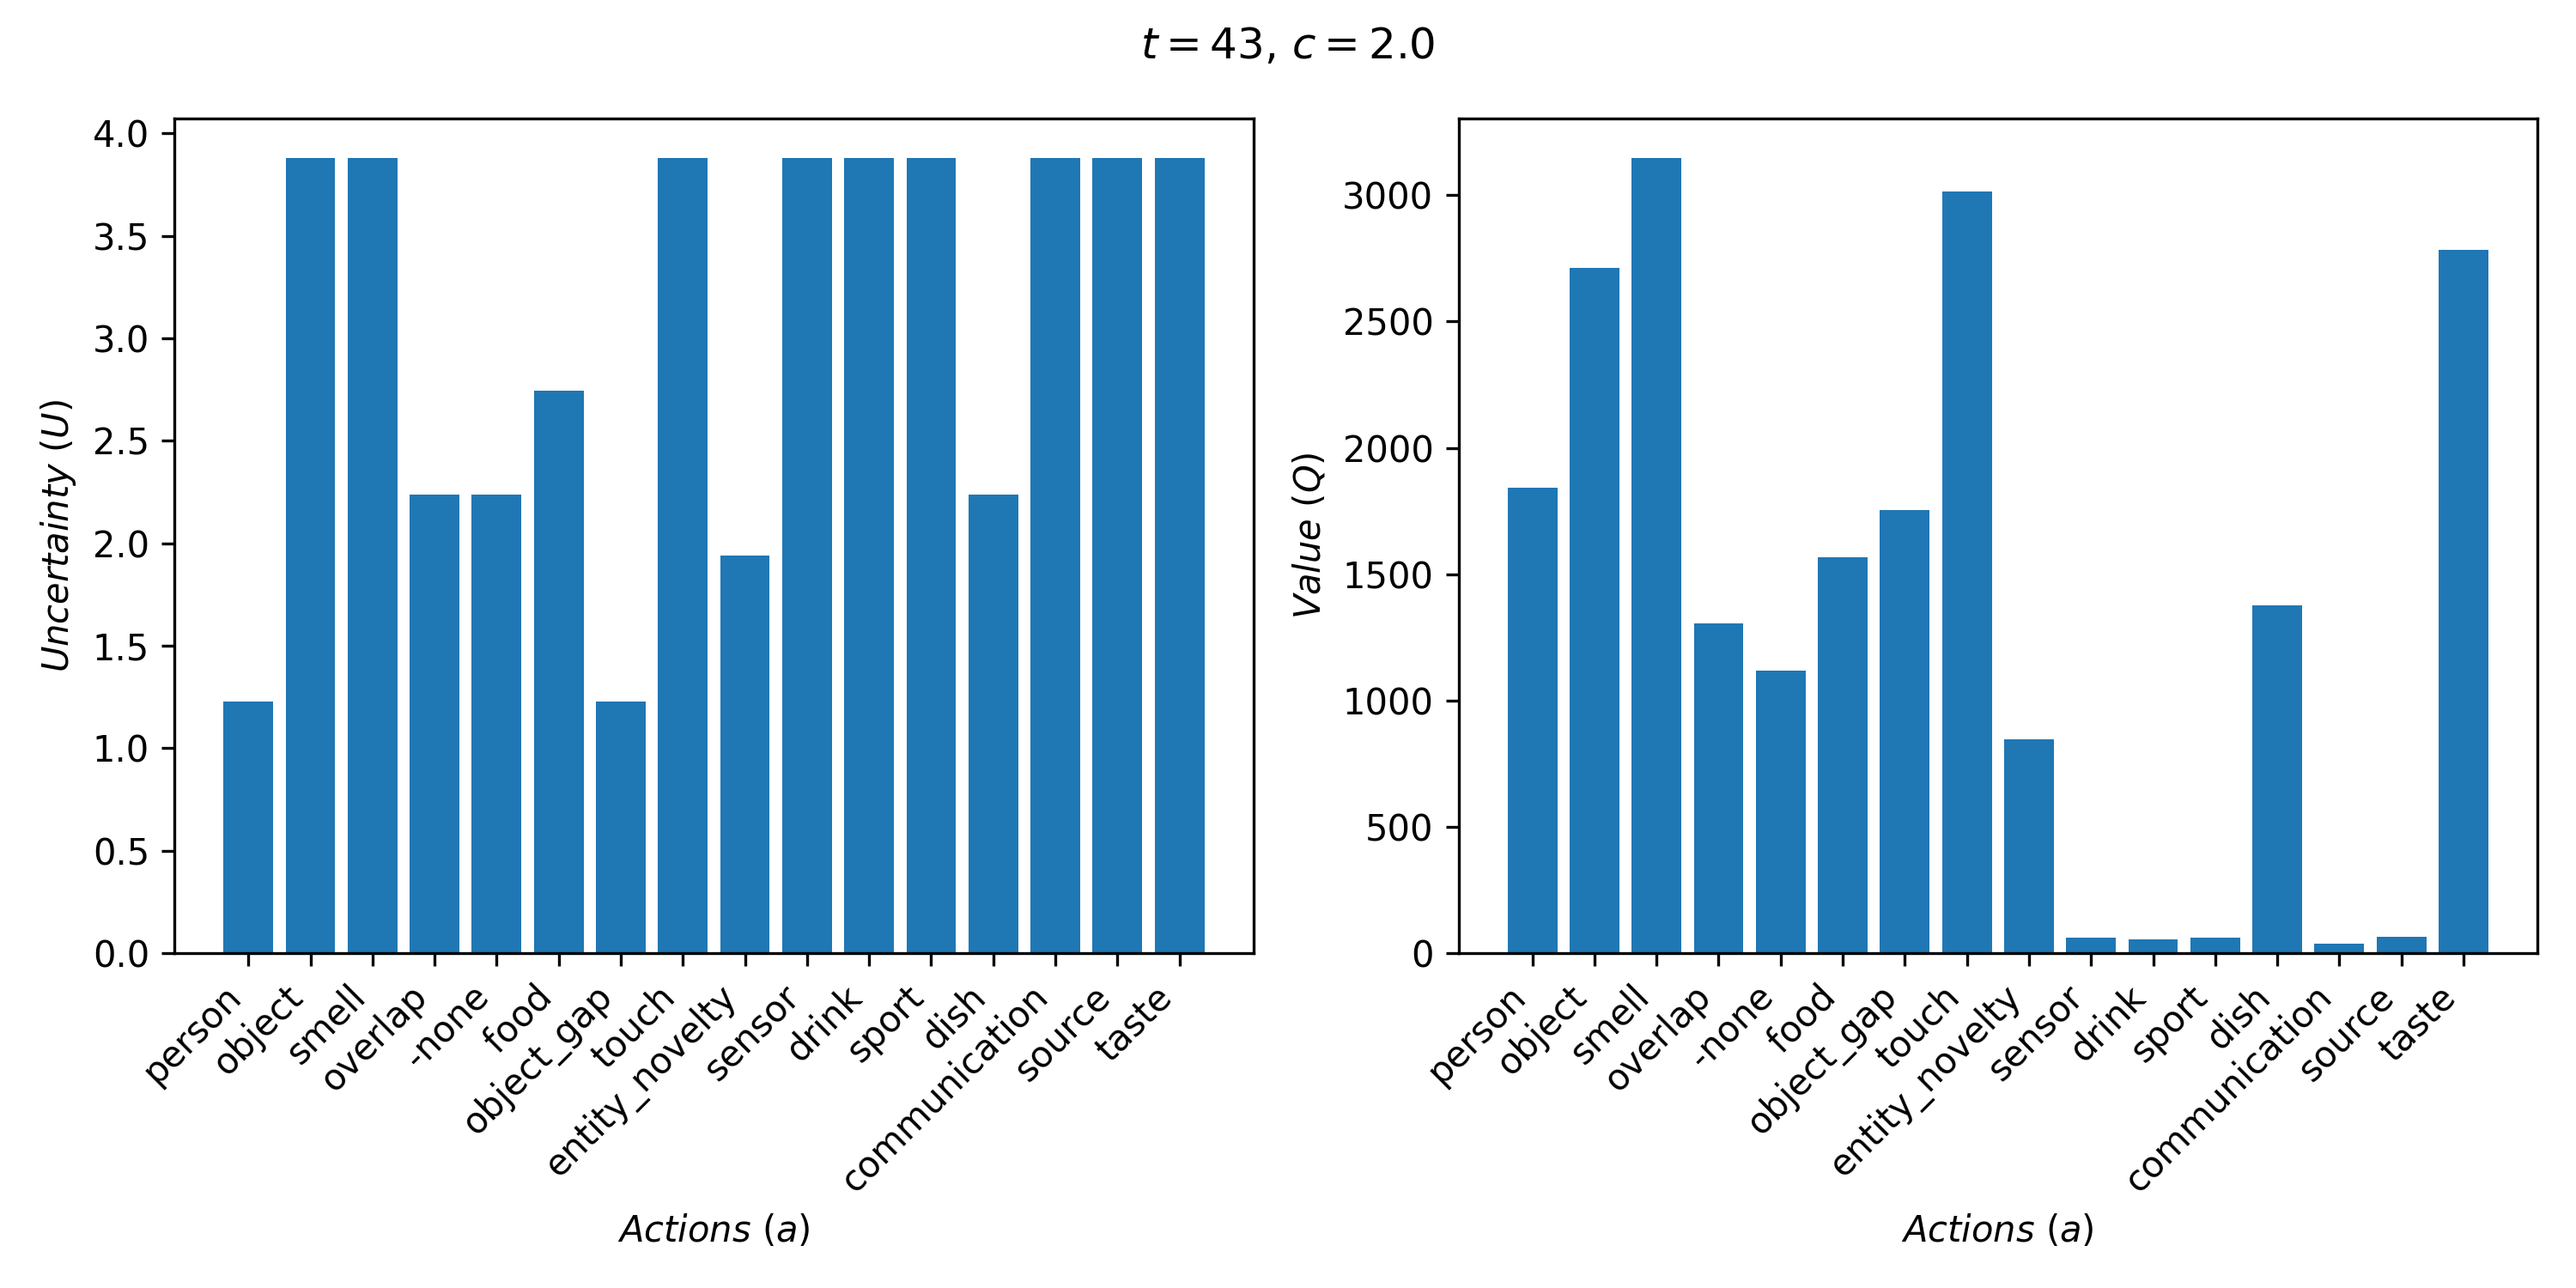 t = 43, c = 2.0
Uncertainty (U)
4.0
3.5
3.0
2.5
2.0
1.5
1.0
0.5
0.0
person
object
smell
overlap
-none
food
object_gap
touch
entity_novelty
sensor
drink
sport
dish
communication
source
taste
Actions (a)
Value (Q)
3000
2500
2000
1500
1000
500
0
person
object
smell
overlap
-none
food
object_gap
touch
entity_novelty
sensor
drink
sport
dish
communication
source
taste
Actions (a)